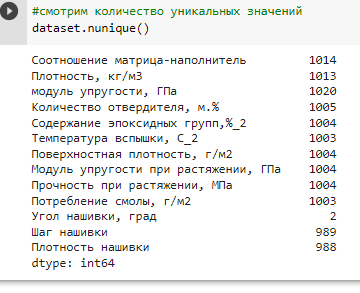 #смотрим количество уникальных значений
dataset.nunique()
Соотношение матрица-наполнитель 1014
Плотность, кг/м3 1013
модуль упругости, ГПа 1020
Количество отвердителя, м.% 1005
Содержание эпоксидных групп,%_2 1004
Температура вспышки, С_2 1003
Поверхностная плотность, г/м2 1004
Модуль упругости при растяжении, ГПа 1004
Прочность при растяжении, МПа 1004
Потребление смолы, г/м2 1003
Угол нашивки, град 2
Шаг нашивки 989
Плотность нашивки 988
dtype: int64